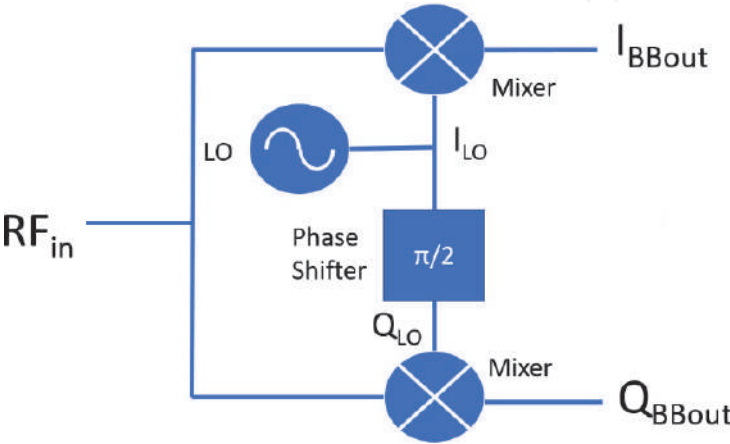 I_BBout
Mixer
LO
I_LO
RF_in
Phase
Shifter
π/2
Q_LO
Mixer
Q_BBout